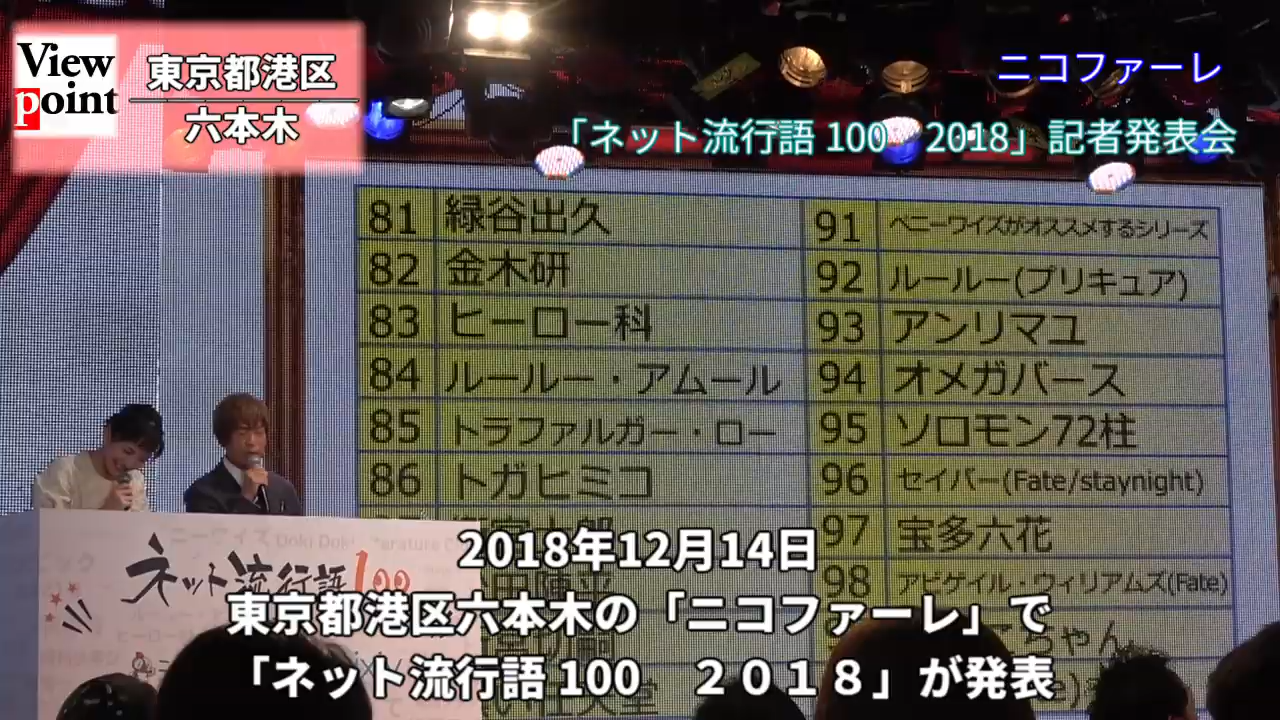 View
point
東京都港区
六本木
ニコファーレ
「ネット流行語 100　2018」記者発表会
81 緑谷出久
82 金木研
83 ヒーロー科
84 ルールー・アムール
85 トラファルガー・ロー
86 トガヒミコ
91 ペニーワイズがオススメするシリーズ
92 ルールー(プリキュア)
93 アンリマユ
94 オメガバース
95 ソロモン72柱
96 セイバー(Fate/staynight)
97 宝多六花
98 アビゲイル・ウィリアムズ(Fate)
ネット流行語100
2018年12月14日
東京都港区六本木の「ニコファーレ」で
「ネット流行語 100　２０１８」が発表